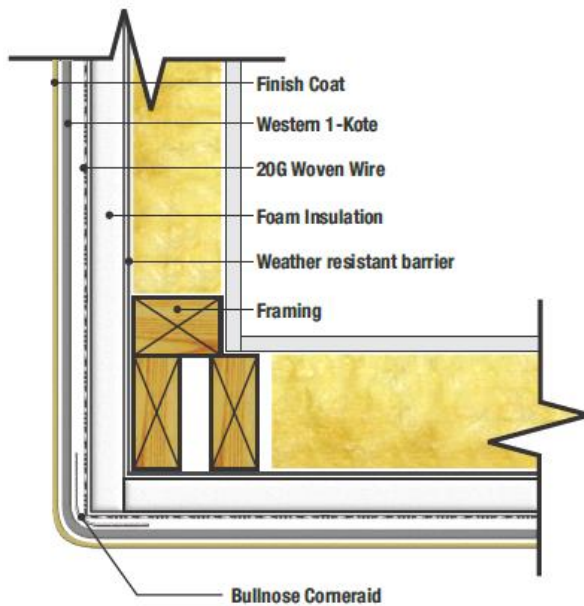 Finish Coat
Western 1-Kote
20G Woven Wire
Foam Insulation
Weather resistant barrier
Framing
Bullnose Corneraid